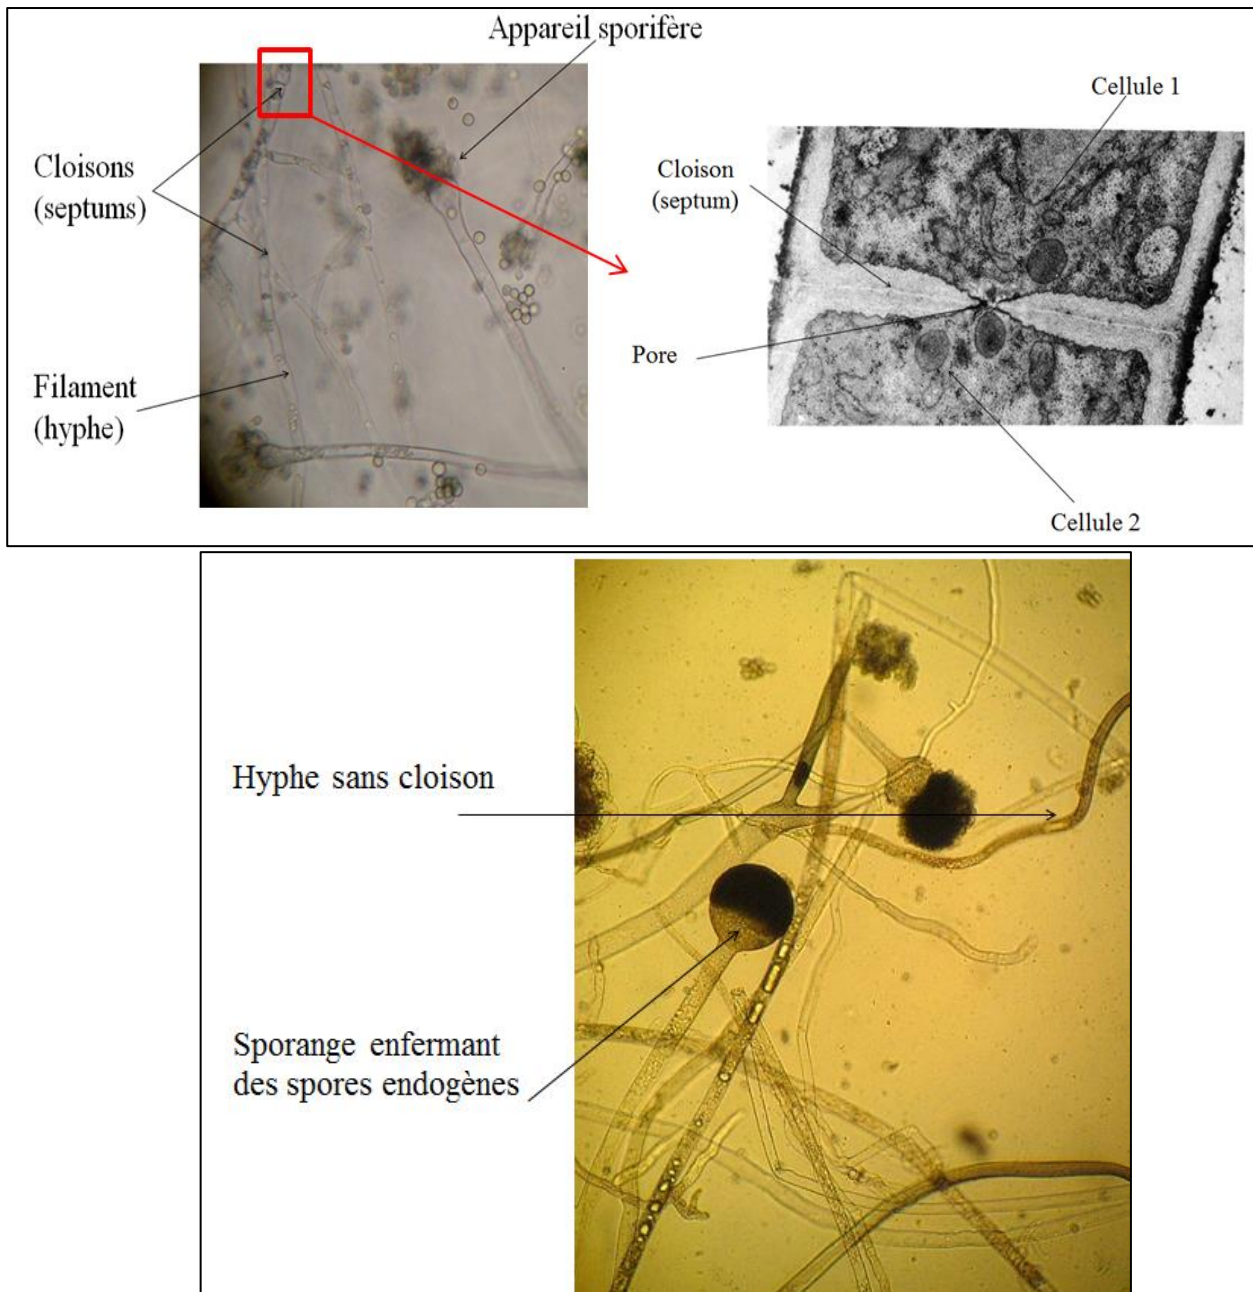 Appareil sporifère
Cloisons
(septums)
Filament
(hyphe)
Cellule 1
Cloison
(septum)
Pore
Cellule 2
Hyphe sans cloison
Sporange enfermant
des spores endogènes